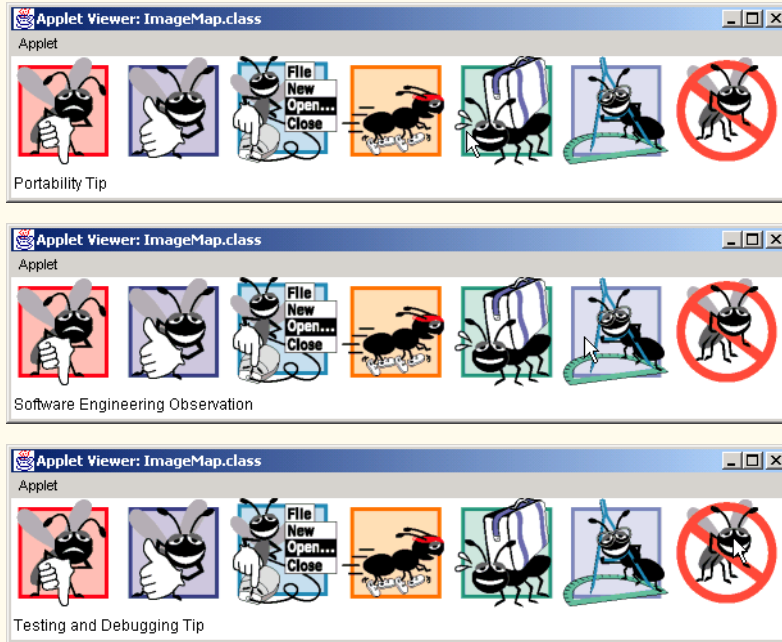 Applet Viewer: ImageMap.class
Applet
File
New
Open...
Close
Portability Tip
Applet Viewer: ImageMap.class
Applet
File
New
Open...
Close
Software Engineering Observation
Applet Viewer: ImageMap.class
Applet
File
New
Open...
Close
Testing and Debugging Tip